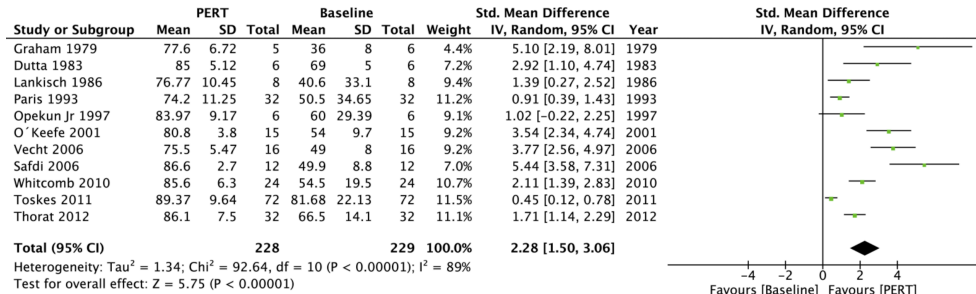 PERT Baseline Std. Mean Difference Std. Mean Difference
Study or Subgroup Mean SD Total Mean SD Total Weight IV, Random, 95% CI Year IV, Random, 95% CI
Graham 1979 77.6 6.72 5 36 8 6 4.4% 5.10 [2.19, 8.01] 1979
Dutta 1983 85 5.12 6 69 5 6 7.2% 2.92 [1.10, 4.74] 1983
Lankisch 1986 76.77 10.45 8 40.6 33.1 8 9.6% 1.39 [0.27, 2.52] 1986
Paris 1993 74.2 11.25 32 50.5 34.65 32 11.2% 0.91 [0.39, 1.43] 1993
Opekun Jr 1997 83.97 9.17 6 60 29.39 6 9.1% 1.02 [−0.22, 2.25] 1997
O´Keefe 2001 80.8 3.8 15 54 9.7 15 9.3% 3.54 [2.34, 4.74] 2001
Vecht 2006 75.5 5.47 16 49 8 16 9.2% 3.77 [2.56, 4.97] 2006
Safdi 2006 86.6 2.7 12 49.9 8.8 12 7.0% 5.44 [3.58, 7.31] 2006
Whitcomb 2010 85.6 6.3 24 54.5 19.5 24 10.7% 2.11 [1.39, 2.83] 2010
Toskes 2011 89.37 9.64 72 81.68 22.13 72 11.5% 0.45 [0.12, 0.78] 2011
Thorat 2012 86.1 7.5 32 66.5 14.1 32 11.1% 1.71 [1.14, 2.29] 2012
Total (95% CI) 228 229 100.0% 2.28 [1.50, 3.06]
Heterogeneity: Tau² = 1.34; Chi² = 92.64, df = 10 (P < 0.00001); I² = 89%
Test for overall effect: Z = 5.75 (P < 0.00001)
−4 −2 0 2 4
Favours [Baseline] Favours [PERT]